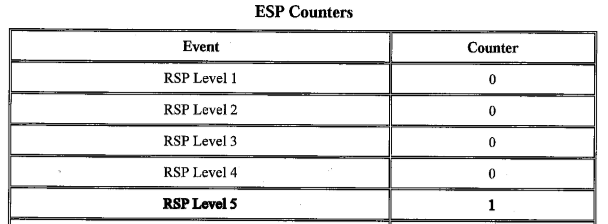 ESP Counters
Event Counter
RSP Level 1 0
RSP Level 2 0
RSP Level 3 0
RSP Level 4 0
RSP Level 5 1